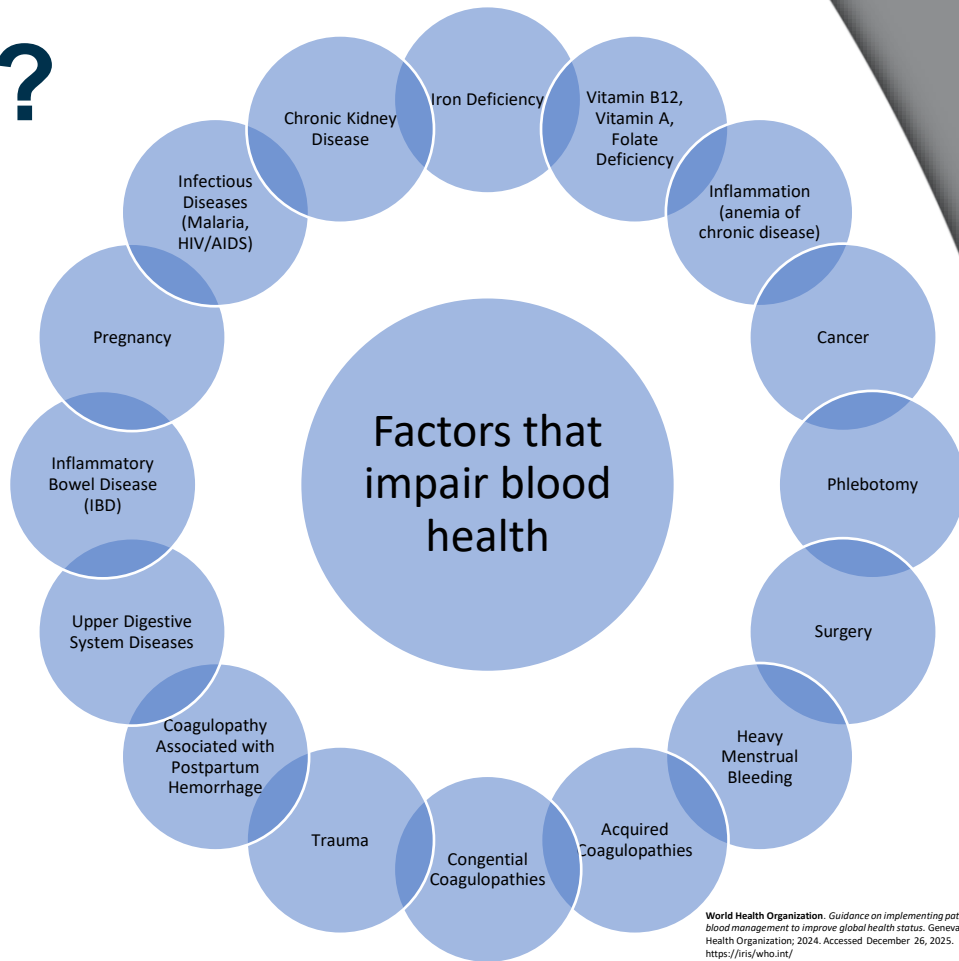 ?
Iron Deficiency
Vitamin B12,
Vitamin A,
Folate
Deficiency
Inflammation
(anemia of
chronic disease)
Cancer
Phlebotomy
Surgery
Heavy
Menstrual
Bleeding
Acquired
Coagulopathies
Congential
Coagulopathies
Trauma
Coagulopathy
Associated with
Postpartum
Hemorrhage
Upper Digestive
System Diseases
Inflammatory
Bowel Disease
(IBD)
Pregnancy
Infectious
Diseases
(Malaria,
HIV/AIDS)
Chronic Kidney
Disease
Factors that
impair blood
health
World Health Organization. Guidance on implementing
blood management to improve global health status. Geneva
Health Organization; 2024. Accessed December 26, 2025.
https://iris/who.int/